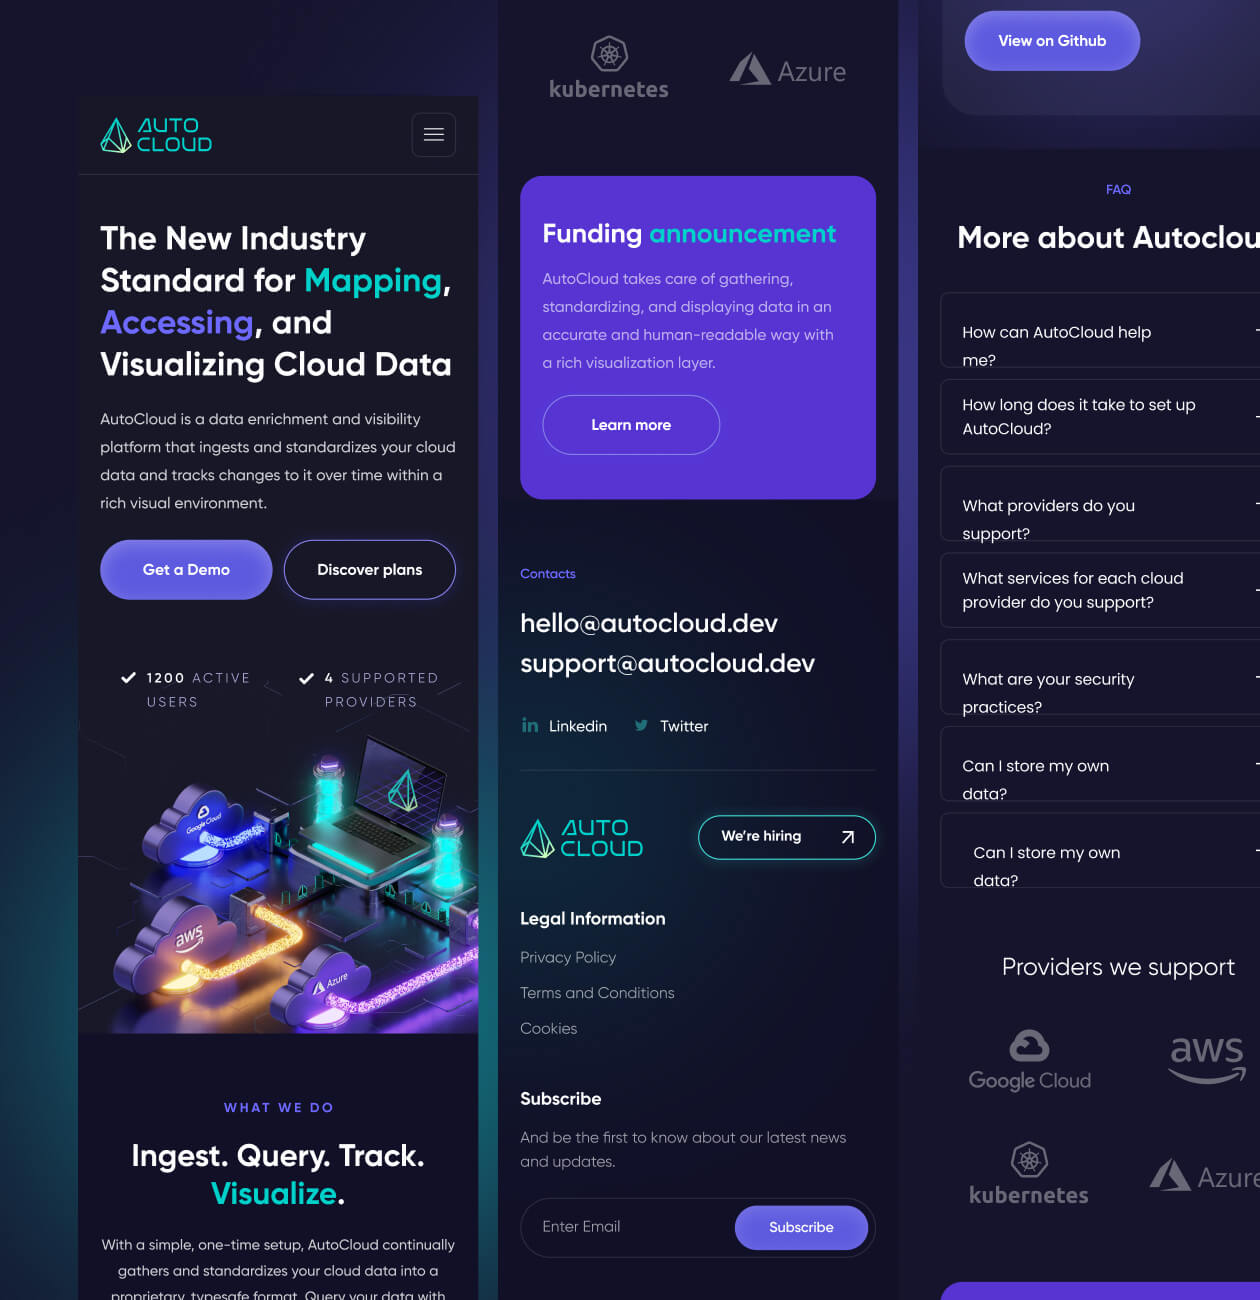 AUTO
CLOUD
The New Industry
Standard for Mapping,
Accessing, and
Visualizing Cloud Data
AutoCloud is a data enrichment and visibility
platform that ingests and standardizes your cloud
data and tracks changes to it over time within a
rich visual environment.
Get a Demo
Discover plans
1200 ACTIVE
USERS
4 SUPPORTED
PROVIDERS
Google Cloud
aws
Azure
WHAT WE DO
Ingest. Query. Track.
Visualize.
With a simple, one-time setup, AutoCloud continually
gathers and standardizes your cloud data into a
proprietary, typesafe format. Query your data with
kubernetes
Azure
Funding announcement
AutoCloud takes care of gathering,
standardizing, and displaying data in an
accurate and human-readable way with
a rich visualization layer.
Learn more
Contacts
hello@autocloud.dev
support@autocloud.dev
in Linkedin
Twitter
AUTO
CLOUD
We're hiring
Legal Information
Privacy Policy
Terms and Conditions
Cookies
Subscribe
And be the first to know about our latest news
and updates.
Enter Email
Subscribe
View on Github
FAQ
More about Autoclou
How can AutoCloud help
me?
How long does it take to set up
AutoCloud?
What providers do you
support?
What services for each cloud
provider do you support?
What are your security
practices?
Can I store my own
data?
Can I store my own
data?
Providers we support
Google Cloud
aws
kubernetes
Azure